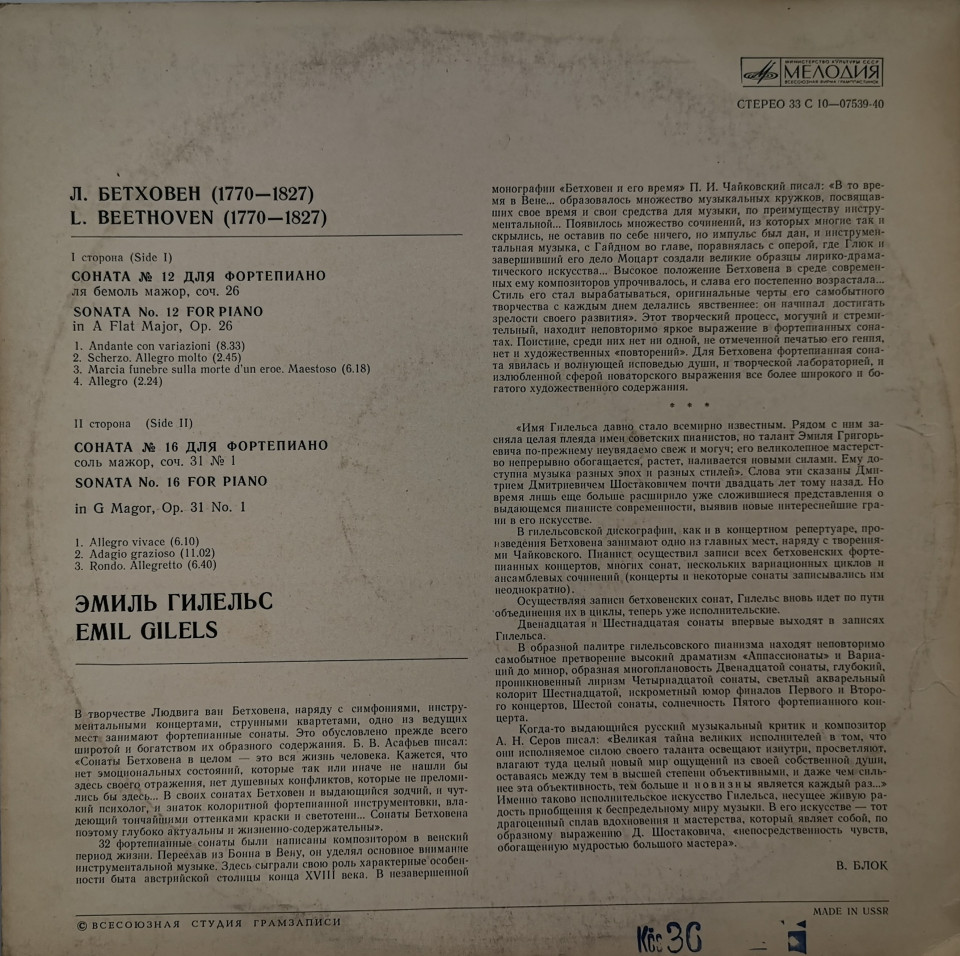 МИНИСТЕРСТВО КУЛЬТУРЫ СССР
МЕЛОДИЯ
ВСЕСОЮЗНАЯ ФИРМА ГРАМПЛАСТИНОК
СТЕРЕО 33 С 10—07539-40
Л. БЕТХОВЕН (1770—1827)
L. BEETHOVEN (1770—1827)
I сторона (Side I)
СОНАТА № 12 ДЛЯ ФОРТЕПИАНО
ля бемоль мажор, соч. 26
SONATA No. 12 FOR PIANO
in A Flat Major, Op. 26
1. Andante con variazioni (8.33)
2. Scherzo. Allegro molto (2.45)
3. Marcia funebre sulla morte d'un eroe. Maestoso (6.18)
4. Allegro (2.24)
II сторона (Side II)
СОНАТА № 16 ДЛЯ ФОРТЕПИАНО
соль мажор, соч. 31 № 1
SONATA No. 16 FOR PIANO
in G Magor, Op. 31 No. 1
1. Allegro vivace (6.10)
2. Adagio grazioso (11.02)
3. Rondo. Allegretto (6.40)
ЭМИЛЬ ГИЛЕЛЬС
EMIL GILELS
В творчестве Людвига ван Бетховена, наряду с симфониями, инстру-
ментальными концертами, струнными квартетами, одно из ведущих
мест занимают фортепианные сонаты. Это обусловлено прежде всего
широтой и богатством их образного содержания. Б. В. Асафьев писал:
«Сонаты Бетховена в целом — это вся жизнь человека. Кажется, что
нет эмоциональных состояний, которые так или иначе не нашли бы
здесь своего отражения, нет душевных конфликтов, которые не преломи-
лись бы здесь... В своих сонатах Бетховен и выдающийся зодчий, и чут-
кий психолог, и знаток колоритной фортепианной инструментовки, вла-
деющий тончайшими оттенками краски и светотени... Сонаты Бетховена
поэтому глубоко актуальны и жизненно-содержательны».
32 фортепианные сонаты были написаны композитором в венский
период жизни. Переехав из Бонна в Вену, он уделял основное внимание
инструментальной музыке. Здесь сыграли свою роль характерные особен-
ности быта австрийской столицы конца XVIII века. В незавершенной
монографии «Бетховен и его время» П. И. Чайковский писал: «В то вре-
мя в Вене... образовалось множество музыкальных кружков, посвящав-
ших свое время и свои средства для музыки, по преимуществу инстру-
ментальной... Появилось множество сочинений, из которых многие так и
скрылись, не оставив по себе ничего, но импульс был дан, и инструмен-
тальная музыка, с Гайдном во главе, поравнялась с оперой, где Глюк и
завершивший его дело Моцарт создали великие образцы лирико-драма-
тического искусства... Высокое положение Бетховена в среде современ-
ных ему композиторов упрочивалось, и слава его постепенно возрастала...
Стиль его стал вырабатываться, оригинальные черты его самобытного
творчества с каждым днем делались явственнее: он начинал достигать
зрелости своего развития». Этот творческий процесс, могучий и стреми-
тельный, находит неповторимо яркое выражение в фортепианных сона-
тах. Поистине, среди них нет ни одной, не отмеченной печатью его гения,
нет и художественных «повторений». Для Бетховена фортепианная сона-
та явилась и волнующей исповедью души, и творческой лабораторией, и
излюбленной сферой новаторского выражения все более широкого и бо-
гатого художественного содержания.
* * *
«Имя Гилельса давно стало всемирно известным. Рядом с ним за-
сияла целая плеяда имен советских пианистов, но талант Эмиля Григорь-
евича по-прежнему неувядаемо свеж и могуч; его великолепное мастерст-
во непрерывно обогащается, растет, наливается новыми силами. Ему до-
ступна музыка разных эпох и разных стилей». Слова эти сказаны Дми-
трием Дмитриевичем Шостаковичем почти двадцать лет тому назад. Но
время лишь еще больше расширило уже сложившиеся представления о
выдающемся пианисте современности, выявив новые интереснейшие гра-
ни в его искусстве.
В гилельсовской дискографии, как и в концертном репертуаре, про-
изведения Бетховена занимают одно из главных мест, наряду с творения-
ми Чайковского. Пианист осуществил записи всех бетховенских форте-
пианных концертов, многих сонат, нескольких вариационных циклов и
ансамблевых сочинений (концерты и некоторые сонаты записывались им
неоднократно).
Осуществляя записи бетховенских сонат, Гилельс вновь идет по пути
объединения их в циклы, теперь уже исполнительские.
Двенадцатая и Шестнадцатая сонаты впервые выходят в записях
Гилельса.
В образной палитре гилельсовского пианизма находят неповторимо
самобытное претворение высокий драматизм «Аппассионаты» и Вариа-
ций до минор, образная многоплановость Двенадцатой сонаты, глубокий,
проникновенный лиризм Четырнадцатой сонаты, светлый акварельный
колорит Шестнадцатой, искрометный юмор финалов Первого и Второ-
го концертов, Шестой сонаты, солнечность Пятого фортепианного кон-
церта.
Когда-то выдающийся русский музыкальный критик и композитор
А. Н. Серов писал: «Великая тайна великих исполнителей в том, что
они исполняемое силою своего таланта освещают изнутри, просветляют,
влагают туда целый новый мир ощущений из своей собственной души,
оставаясь между тем в высшей степени объективными, и даже чем силь-
нее эта объективность, тем больше и новизны является каждый раз...»
Именно таково исполнительское искусство Гилельса, несущее живую ра-
дость приобщения к беспредельному миру музыки. В его искусстве — тот
драгоценный сплав вдохновения и мастерства, который являет собой, по
образному выражению Д. Шостаковича, «непосредственность чувств,
обогащенную мудростью большого мастера».
В. БЛОК
© ВСЕСОЮЗНАЯ СТУДИЯ ГРАМЗАПИСИ
MADE IN USSR
36